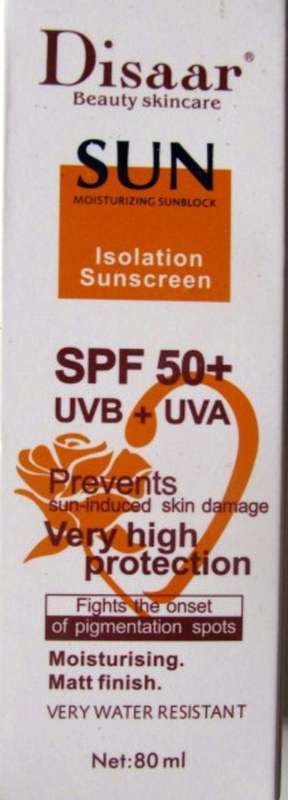 Disaar®
Beauty skincare
SUN
MOISTURIZING SUNBLOCK
Isolation
Sunscreen
SPF 50+
UVB + UVA
Prevents
sun-induced skin damage
Very high
protection
Fights the onset
of pigmentation spots
Moisturising.
Matt finish.
VERY WATER RESISTANT
Net:80 ml